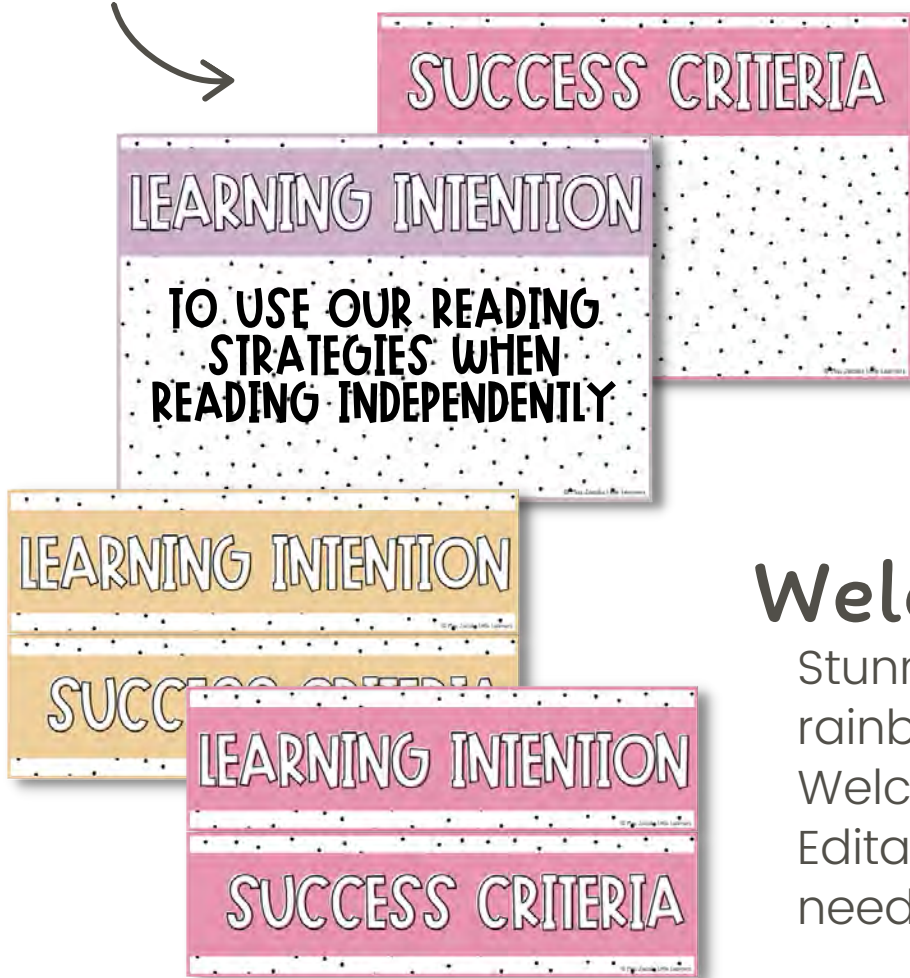 SUCCESS CRITERIA
LEARNING INTENTION
TO USE OUR READING
STRATEGIES WHEN
READING INDEPENDENTLY
LEARNING INTENTION
SUCC
LEARNING INTENTION
SUCCESS CRITERIA
Wel
Stunn
rainb
Welc
Edita
need